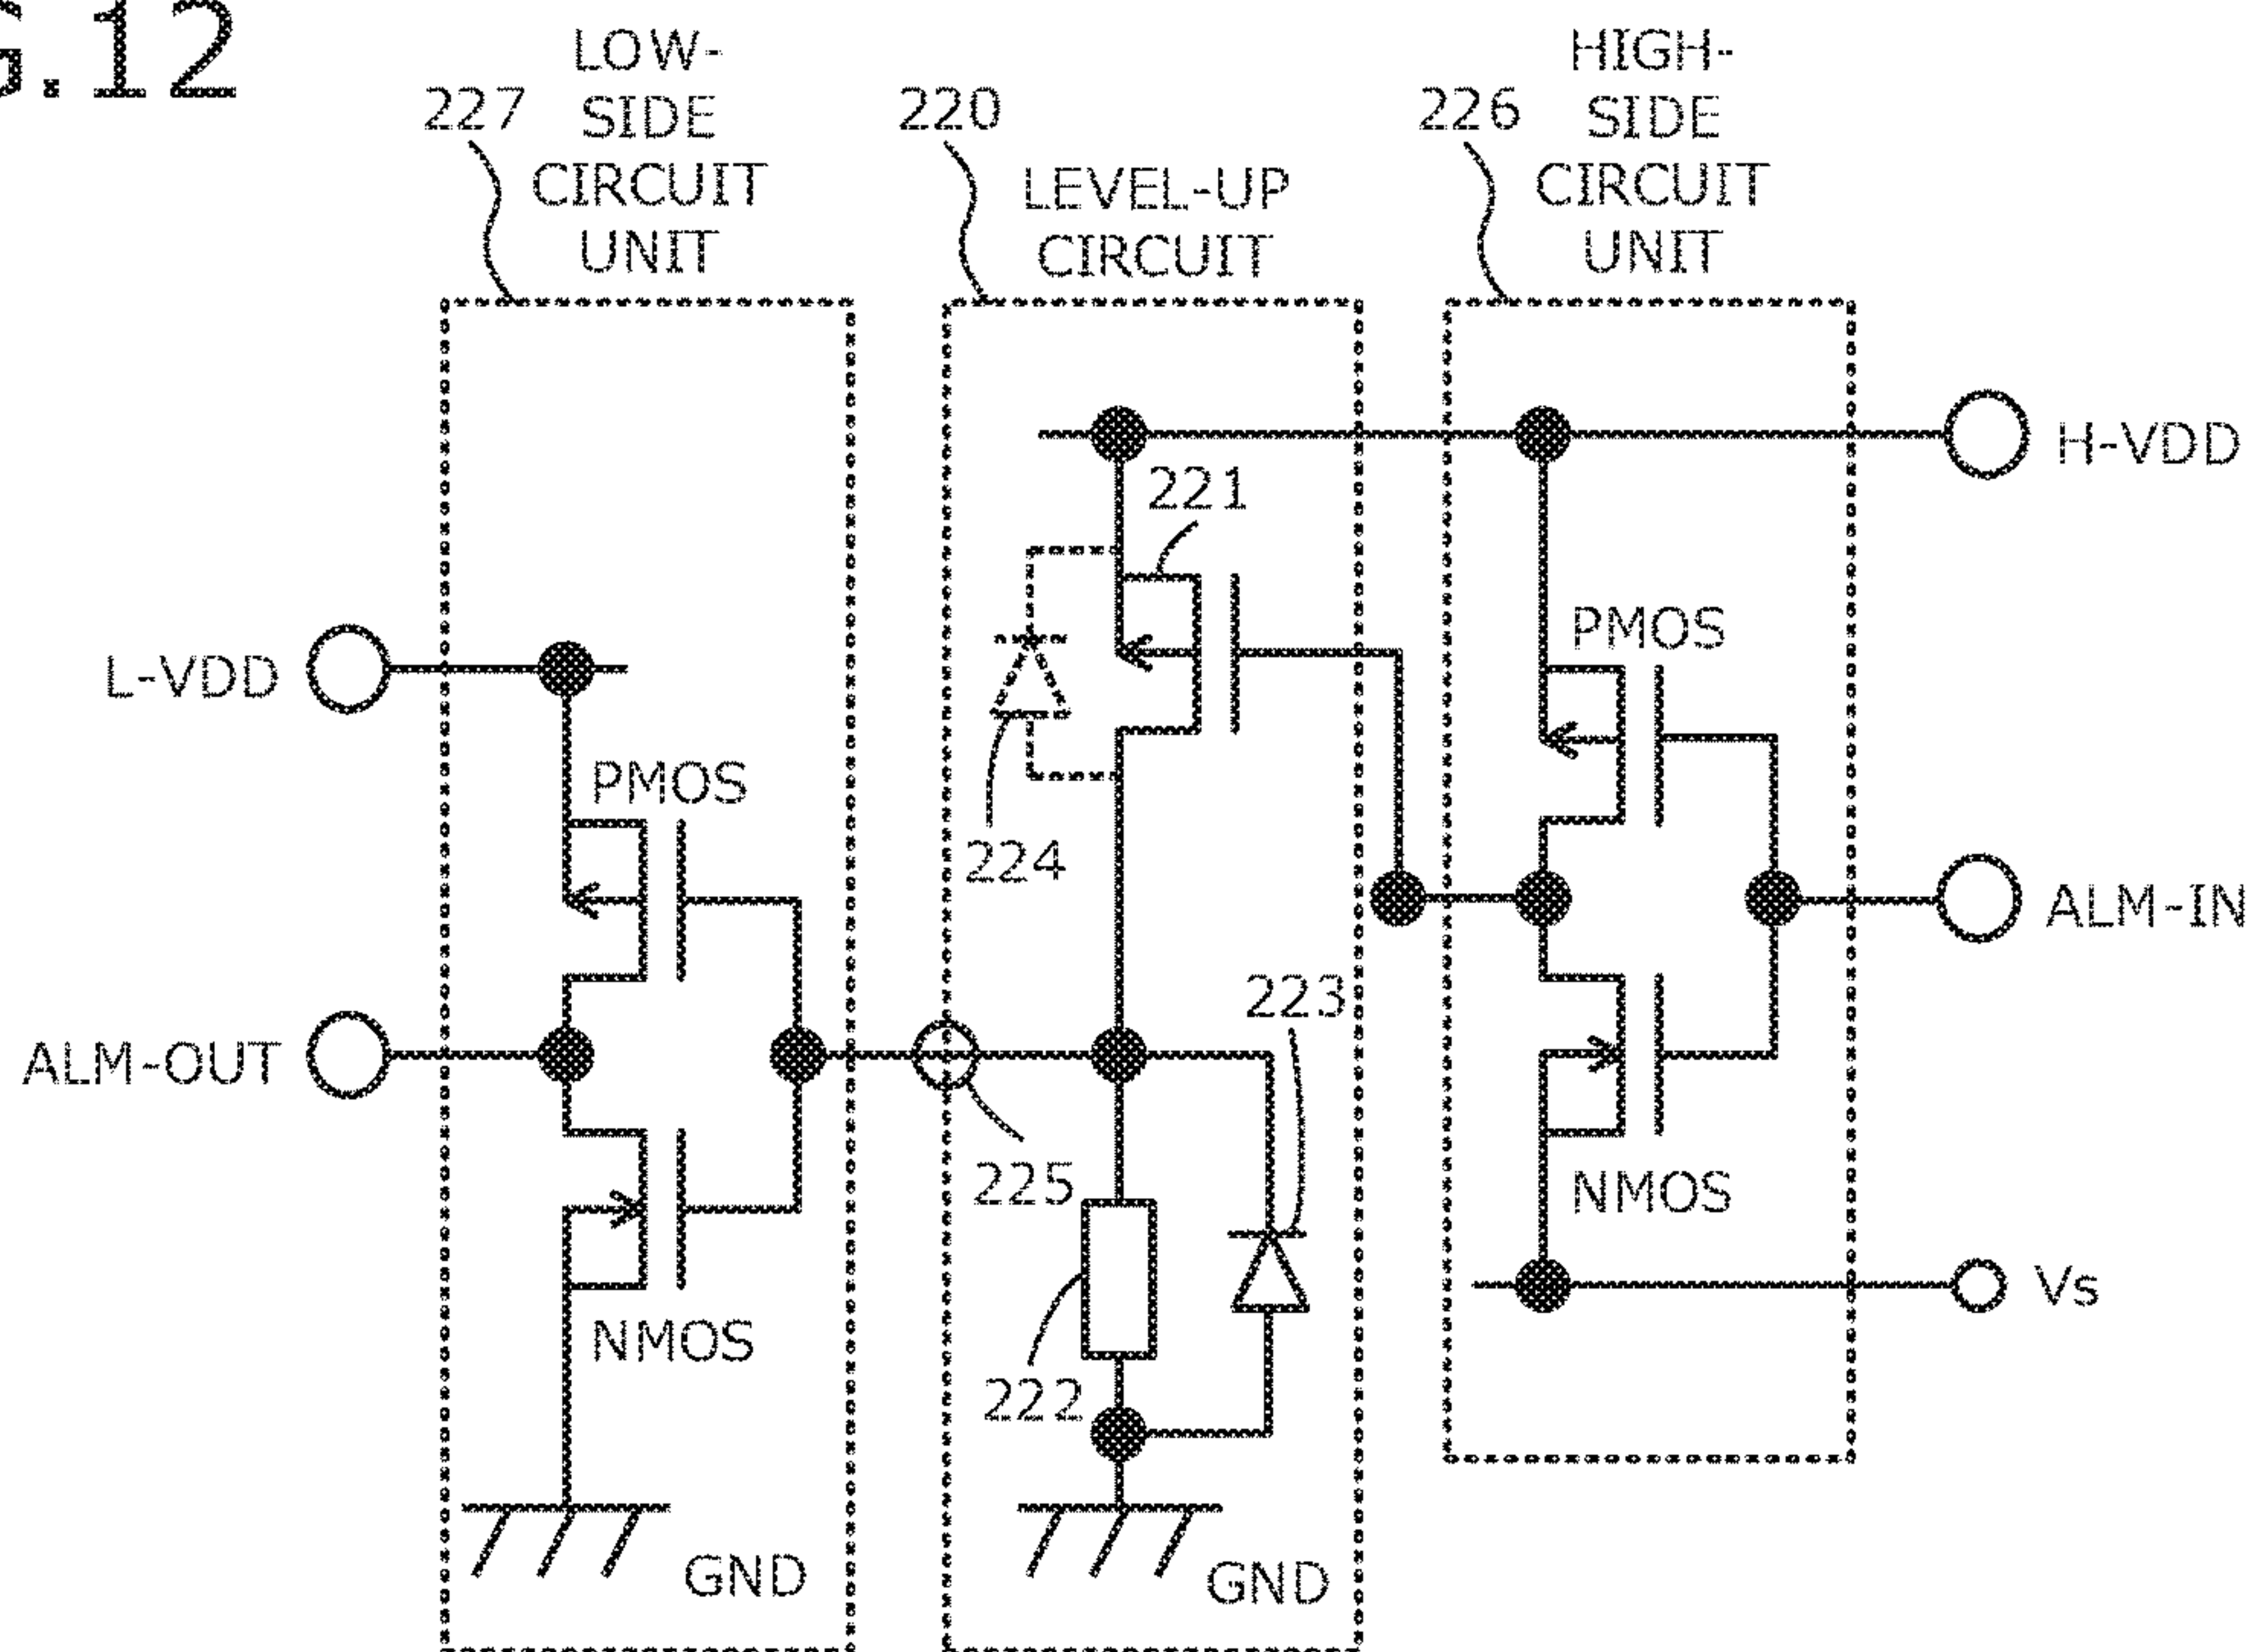 G.12
227
LOW-
SIDE
CIRCUIT
UNIT
220
LEVEL-UP
CIRCUIT
226
HIGH-
SIDE
CIRCUIT
UNIT
H-VDD
221
PMOS
L-VDD
PMOS
224
ALM-IN
223
ALM-OUT
225
NMOS
Vs
NMOS
222
GND
GND